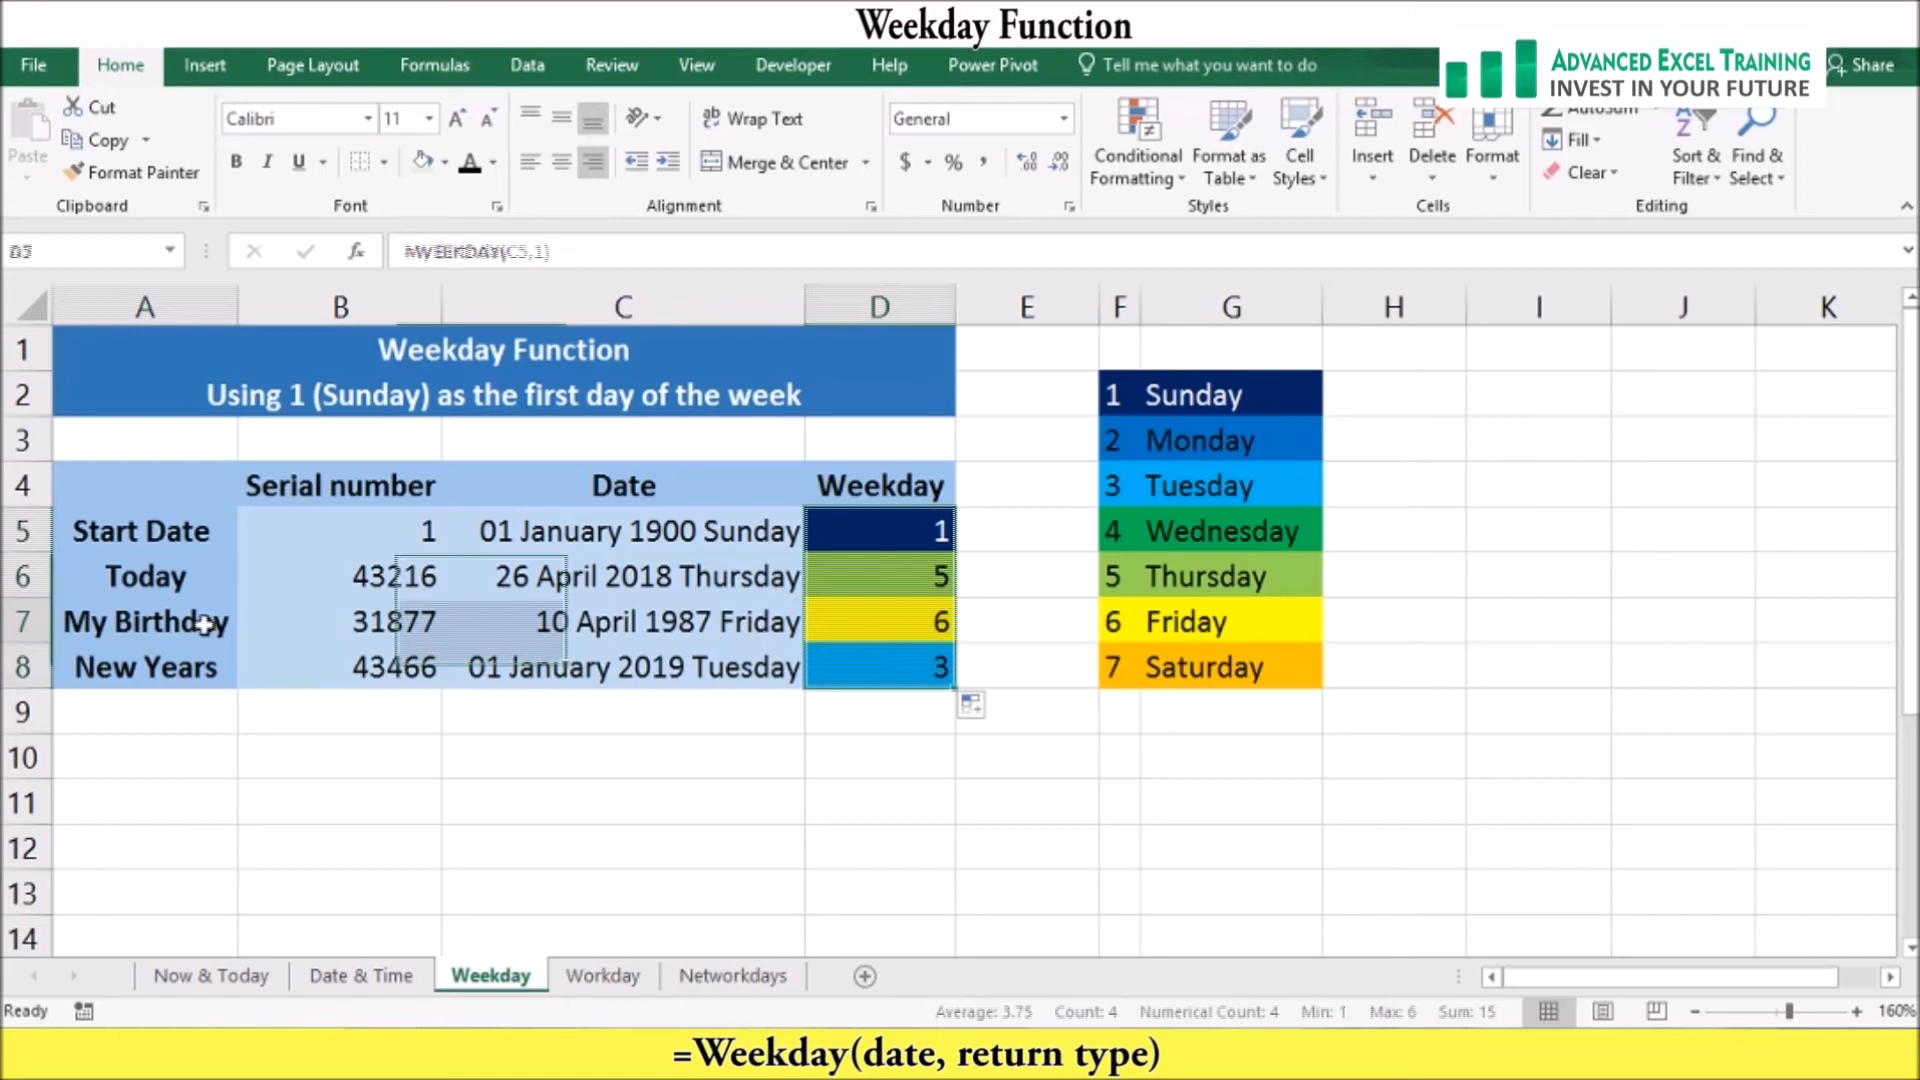 Weekday Function
File Home Insert Page Layout Formulas Data Review View Developer Help Power Pivot Tell me what you want to do Share
ADVANCED EXCEL TRAINING
INVEST IN YOUR FUTURE
Paste
Cut
Copy
Format Painter
Clipboard
Calibri 11
B I U
Font
Wrap Text
Merge & Center
Alignment
General
$ %
Number
Conditional Formatting
Format as Table
Cell Styles
Styles
Insert Delete Format
Cells
AutoSum
Fill
Clear
Sort & Filter
Find & Select
Editing
fx
A B C D E F G H I J K
1 Weekday Function
2 Using 1 (Sunday) as the first day of the week 1 Sunday
3 2 Monday
4 Serial number Date Weekday 3 Tuesday
5 Start Date 1 01 January 1900 Sunday 1 4 Wednesday
6 Today 43216 26 April 2018 Thursday 5 5 Thursday
7 My Birthday 31877 10 April 1987 Friday 6 6 Friday
8 New Years 43466 01 January 2019 Tuesday 3 7 Saturday
9
10
11
12
13
14
Now & Today Date & Time Weekday Workday Networkdays
Ready Average: 3.75 Count: 4 Numerical Count: 4 Min: 1 Max: 6 Sum: 15 160%
=Weekday(date, return type)